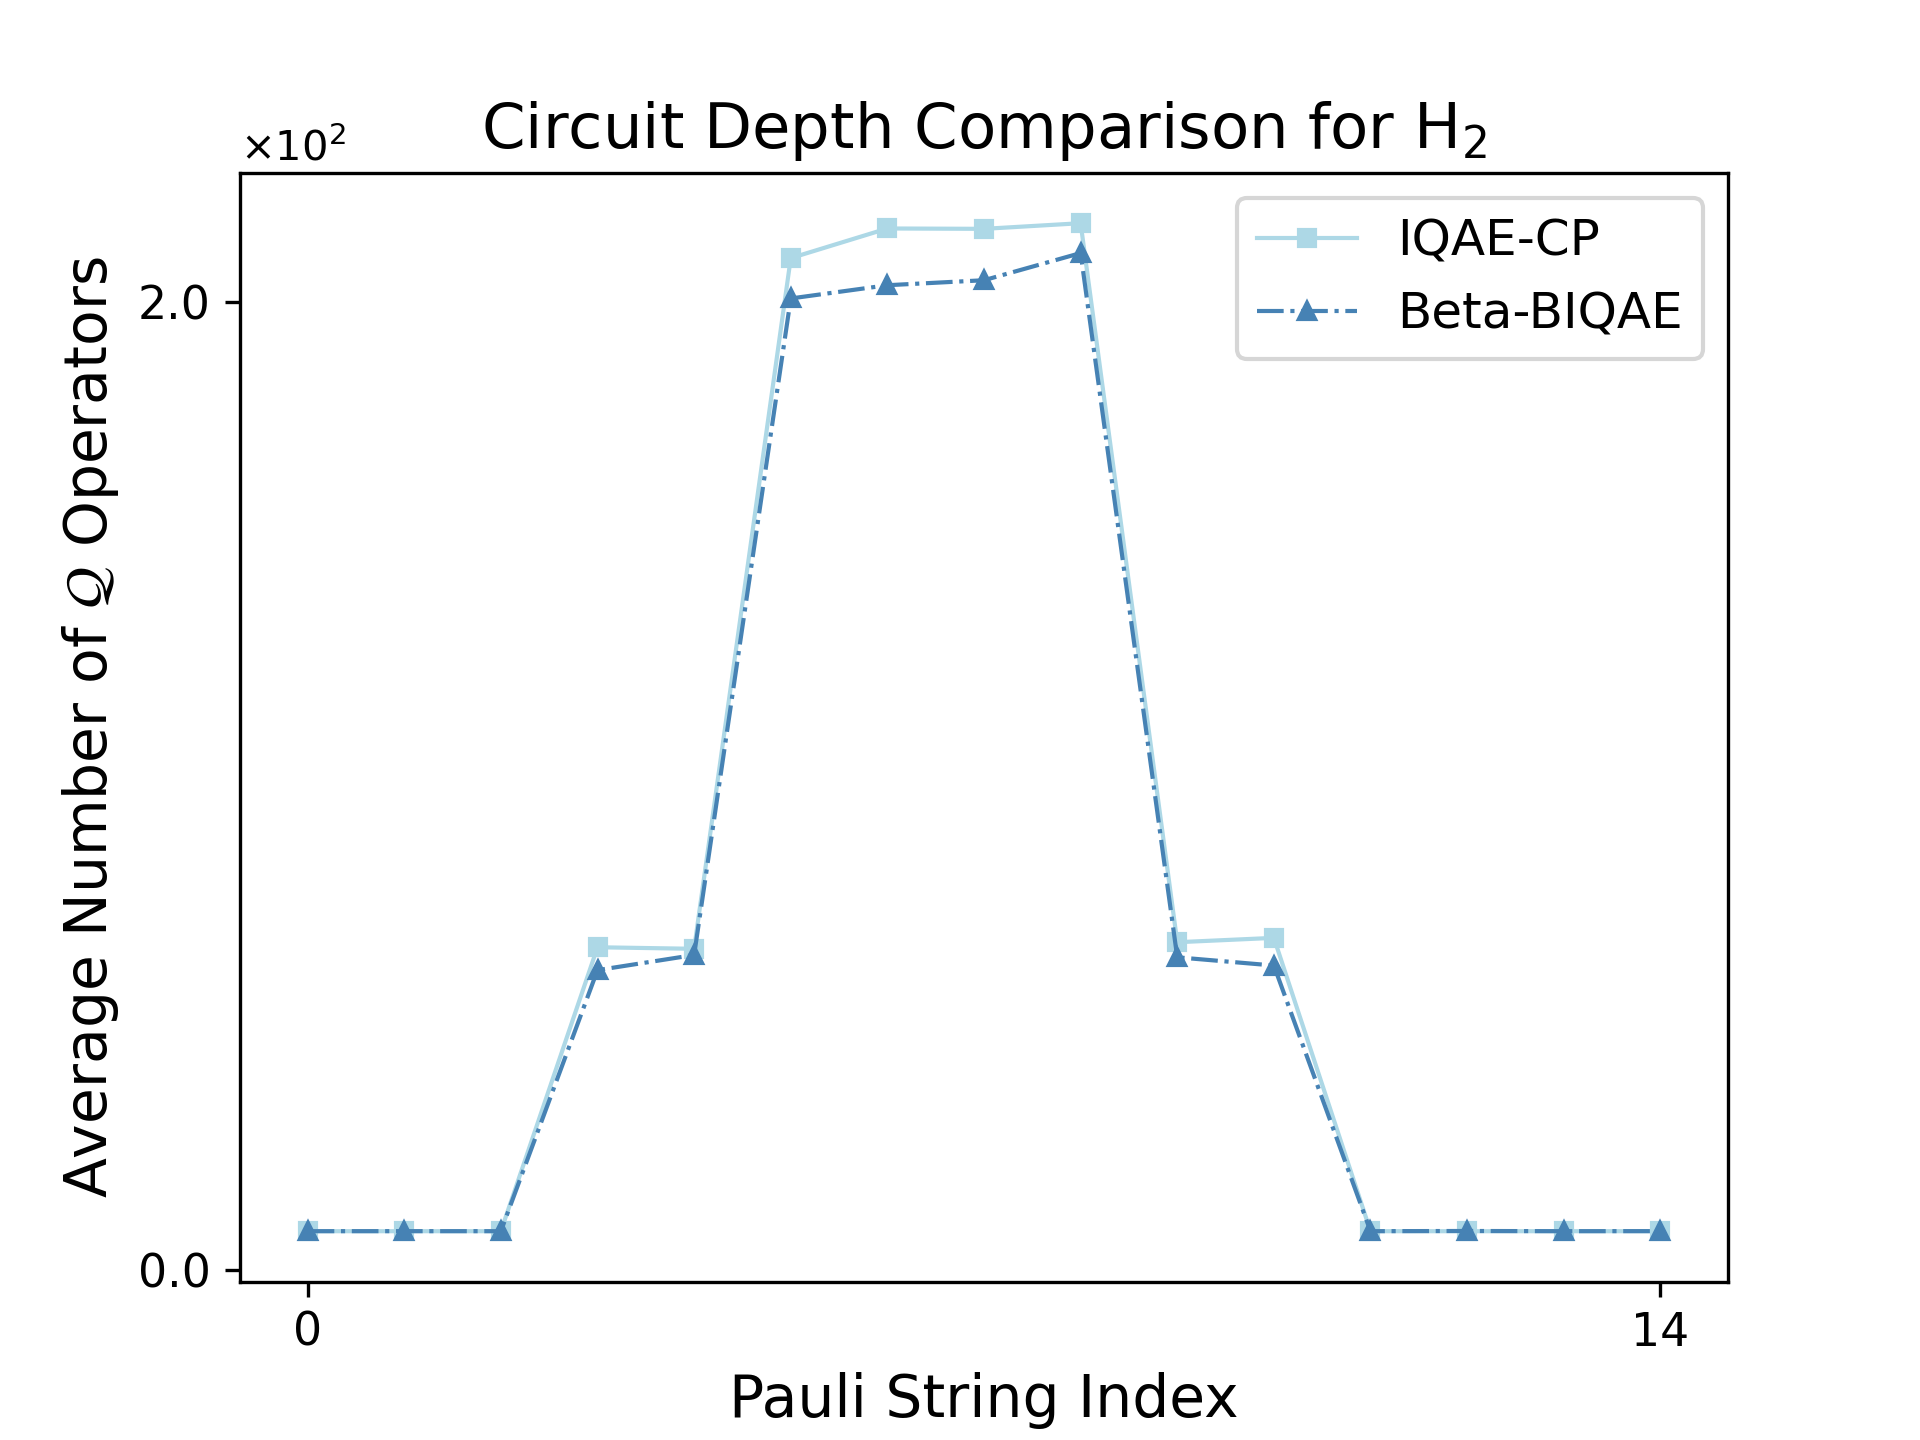 Circuit Depth Comparison for H₂
×10²
IQAE-CP
Beta-BIQAE
2.0
0.0
Average Number of 𝒬 Operators
0
14
Pauli String Index